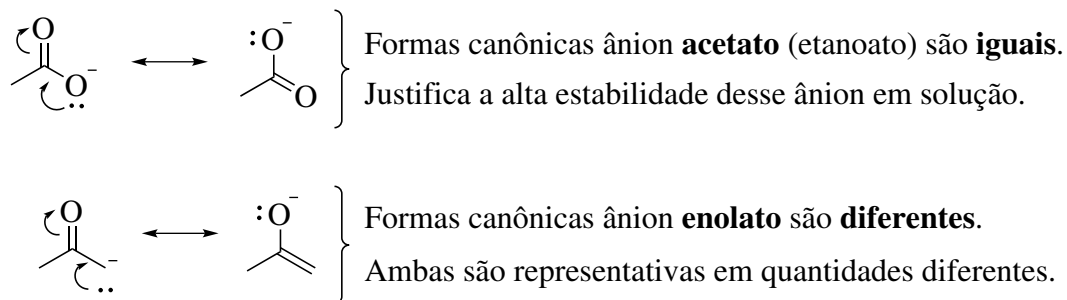 O
O⁻
:O⁻
O
Formas canônicas ânion acetato (etanoato) são iguais.
Justifica a alta estabilidade desse ânion em solução.
O
:O⁻
Formas canônicas ânion enolato são diferentes.
Ambas são representativas em quantidades diferentes.